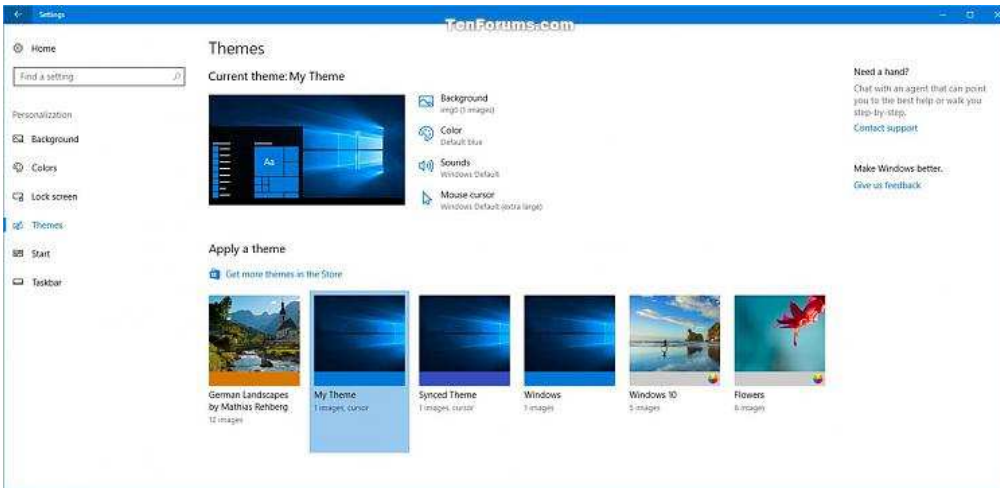 Settings
TenForums.com
Home
Find a setting
Personalization
Background
Colors
Lock screen
Themes
Start
Taskbar
Themes
Current theme: My Theme
Aa
Background
img0 (1 images)
Color
Default blue
Sounds
Windows Default
Mouse cursor
Windows Default (extra large)
Apply a theme
Get more themes in the Store
German Landscapes
by Mathias Rehberg
12 images
My Theme
1 images, cursor
Synced Theme
1 images, cursor
Windows
1 images
Windows 10
5 images
Flowers
6 images
Need a hand?
Chat with an agent that can point
you to the best help or walk you
step-by-step.
Contact support
Make Windows better.
Give us feedback